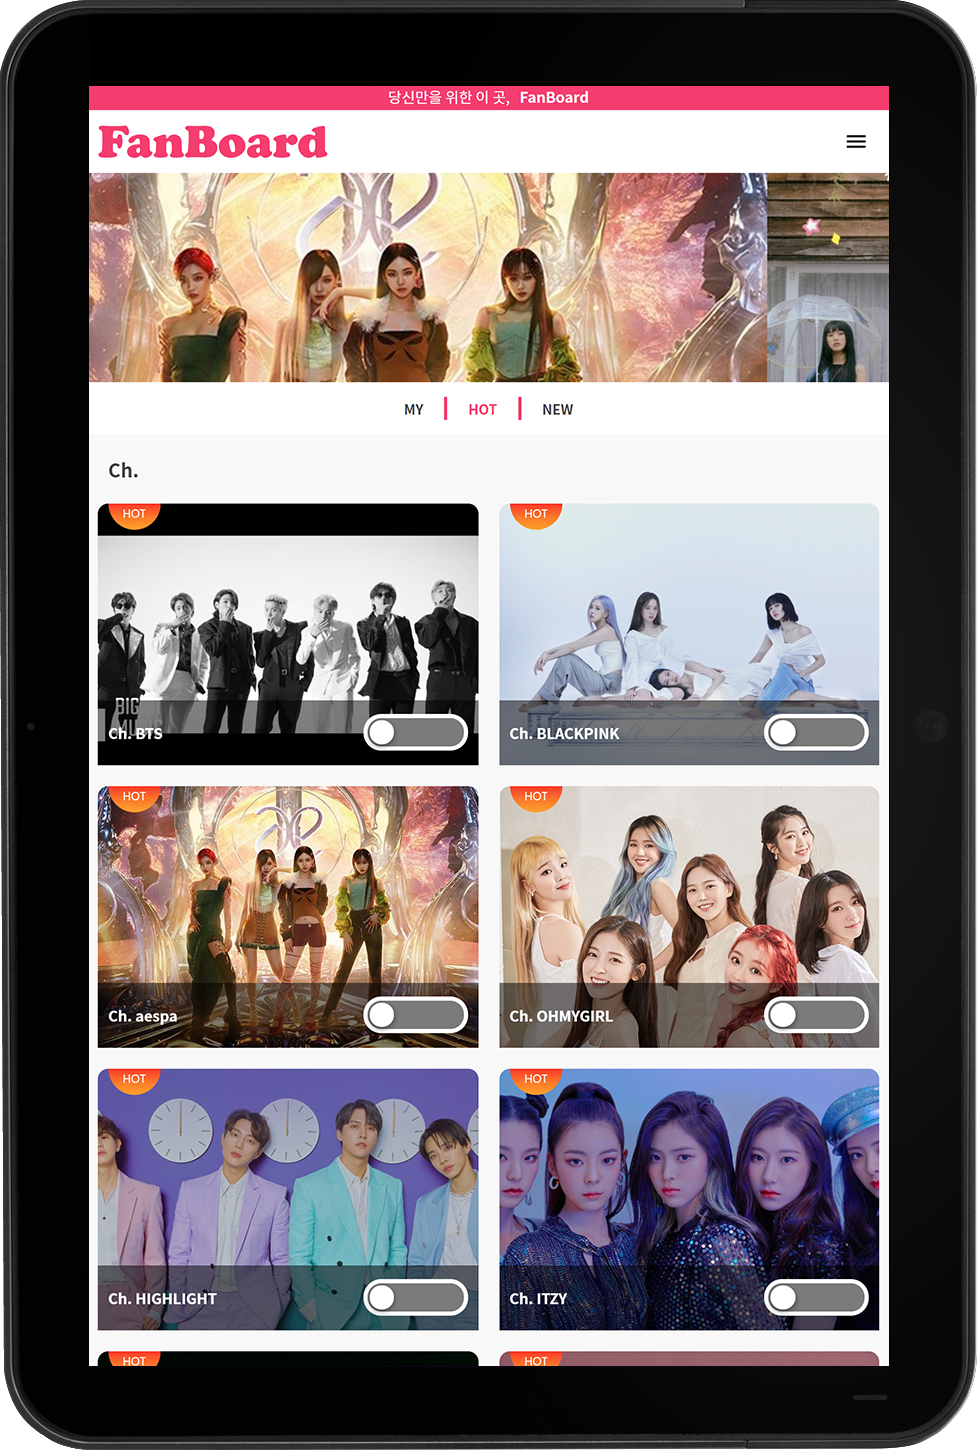 당신만을 위한 이 곳, FanBoard
FanBoard
MY HOT NEW
Ch.
HOT HOT
BIG
Ch. BTS Ch. BLACKPINK
HOT HOT
Ch. aespa Ch. OHMYGIRL
HOT HOT
Ch. HIGHLIGHT Ch. ITZY
HOT HOT